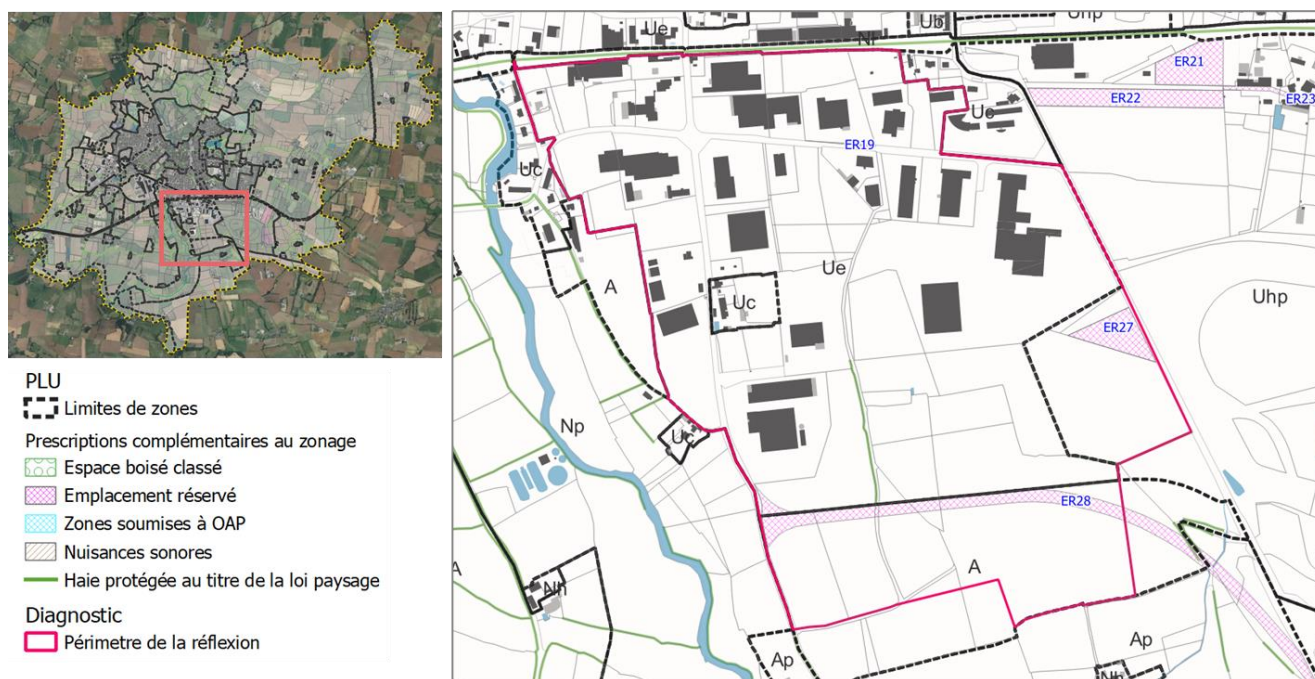 PLU
Limites de zones
Prescriptions complémentaires au zonage
Espace boisé classé
Emplacement réservé
Zones soumises à OAP
Nuisances sonores
Haie protégée au titre de la loi paysage
Diagnostic
Périmetre de la réflexion
Ue
Ub
Uhp
ER21
ER22
ER23
Uc
ER19
Uc
A
Uc
Ue
Uhp
ER27
Np
Uc
ER28
A
A
Nh
Ap
Ap
Nh